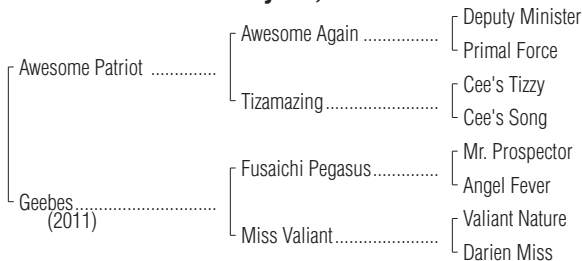 Deputy Minister
Awesome Again ................
Primal Force
Awesome Patriot ..............
Cee's Tizzy
Tizamazing........................
Cee's Song
Mr. Prospector
Fusaichi Pegasus...............
Angel Fever
Geebes..............................
(2011)
Valiant Nature
Miss Valiant.......................
Darien Miss